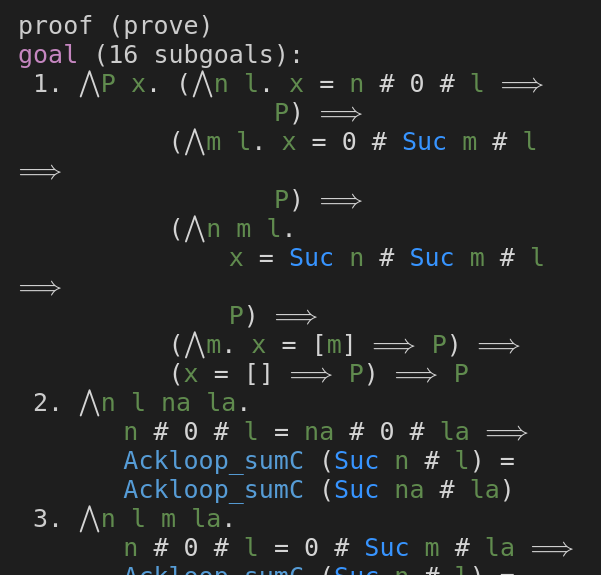 proof (prove)
goal (16 subgoals):
1. ⋀P x. (⋀n l. x = n # 0 # l ⟹
P) ⟹
(⋀m l. x = 0 # Suc m # l
⟹
P) ⟹
(⋀n m l.
x = Suc n # Suc m # l
⟹
P) ⟹
(⋀m. x = [m] ⟹ P) ⟹
(x = [] ⟹ P) ⟹ P
2. ⋀n l na la.
n # 0 # l = na # 0 # la ⟹
Ackloop_sumC (Suc n # l) =
Ackloop_sumC (Suc na # la)
3. ⋀n l m la.
n # 0 # l = 0 # Suc m # la ⟹
Ackloop_sumC (Suc n # l) =